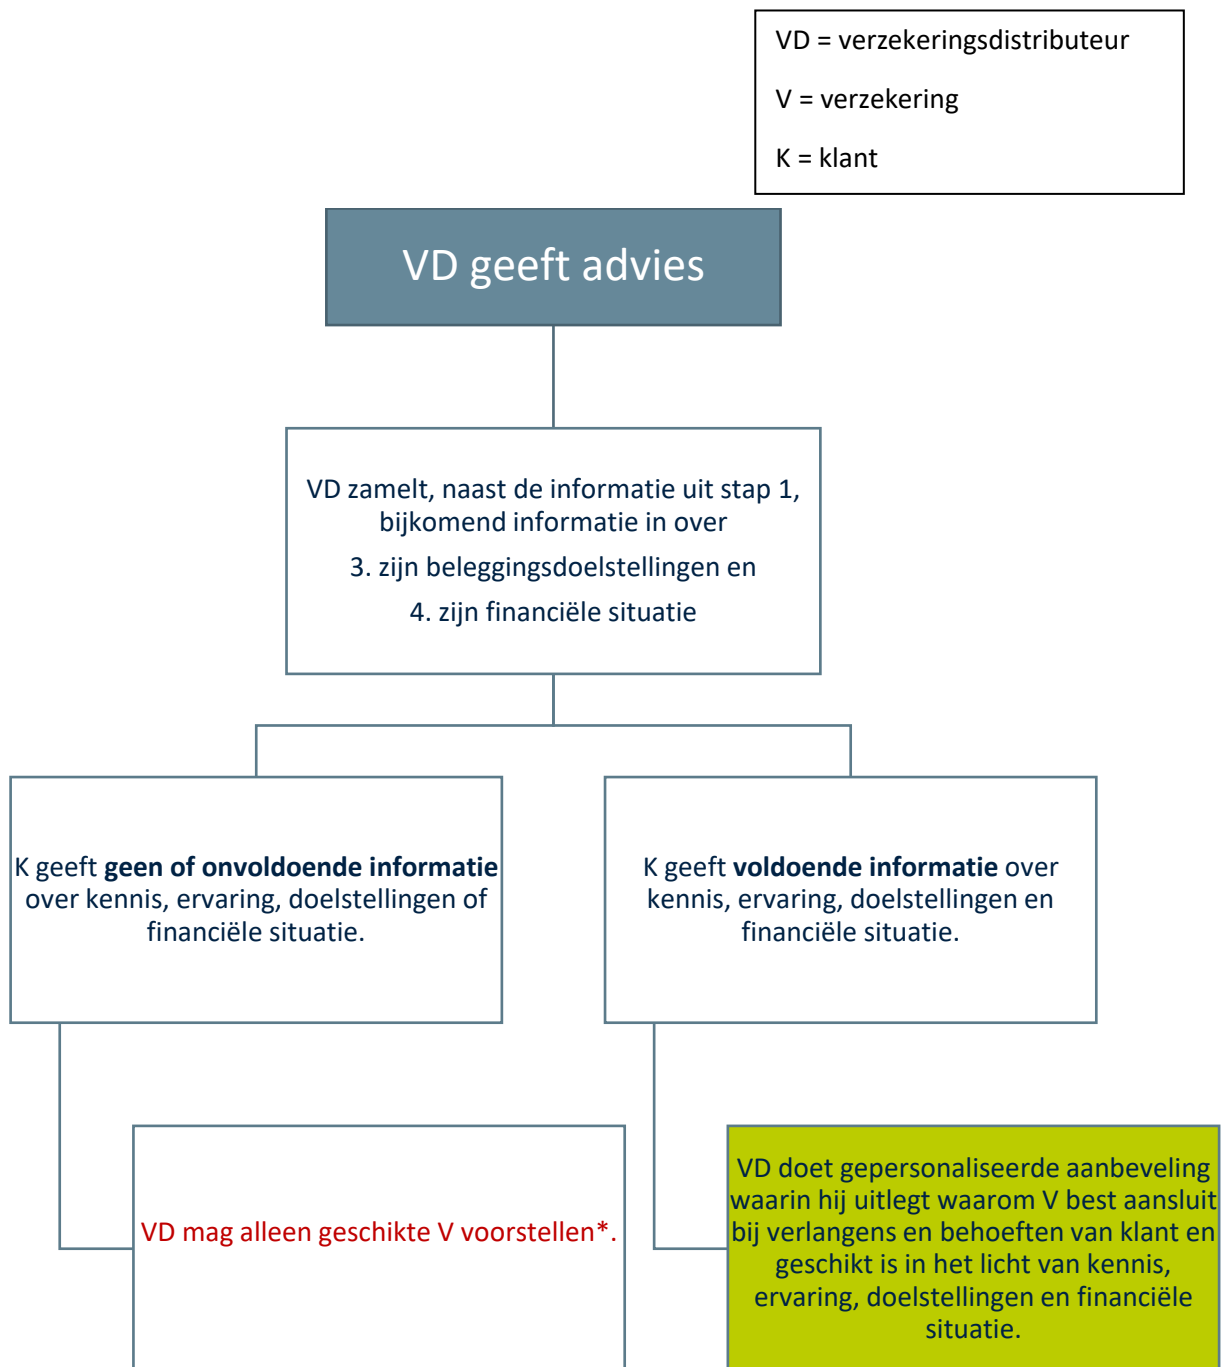 VD = verzekeringsdistributeur
V = verzekering
K = klant
VD geeft advies
VD zamelt, naast de informatie uit stap 1,
bijkomend informatie in over
3. zijn beleggingsdoelstellingen en
4. zijn financiële situatie
K geeft geen of onvoldoende informatie
over kennis, ervaring, doelstellingen of
financiële situatie.
K geeft voldoende informatie over
kennis, ervaring, doelstellingen en
financiële situatie.
VD mag alleen geschikte V voorstellen*.
VD doet gepersonaliseerde aanbeveling
waarin hij uitlegt waarom V best aansluit
bij verlangens en behoeften van klant en
geschikt is in het licht van kennis,
ervaring, doelstellingen en financiële
situatie.